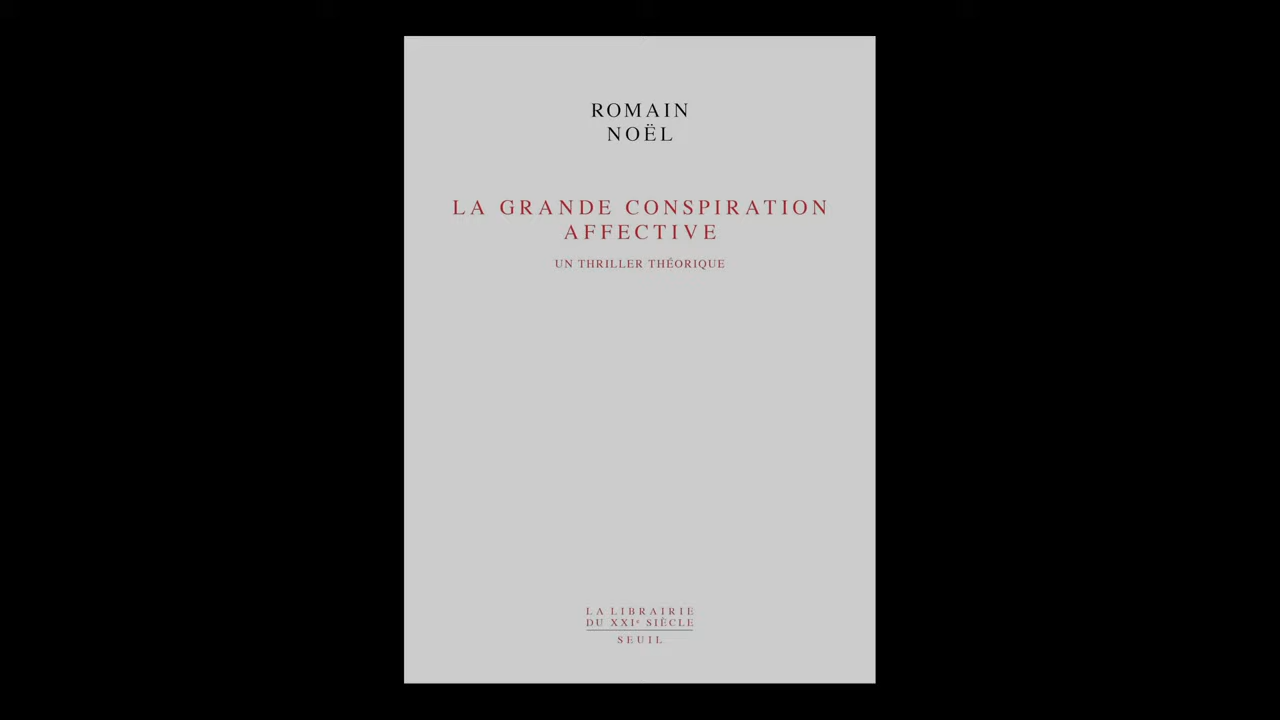 ROMAIN
NOËL
LA GRANDE CONSPIRATION
AFFECTIVE
UN THRILLER THÉORIQUE
LA LIBRAIRIE
DU XXIᵉ SIÈCLE
SEUIL